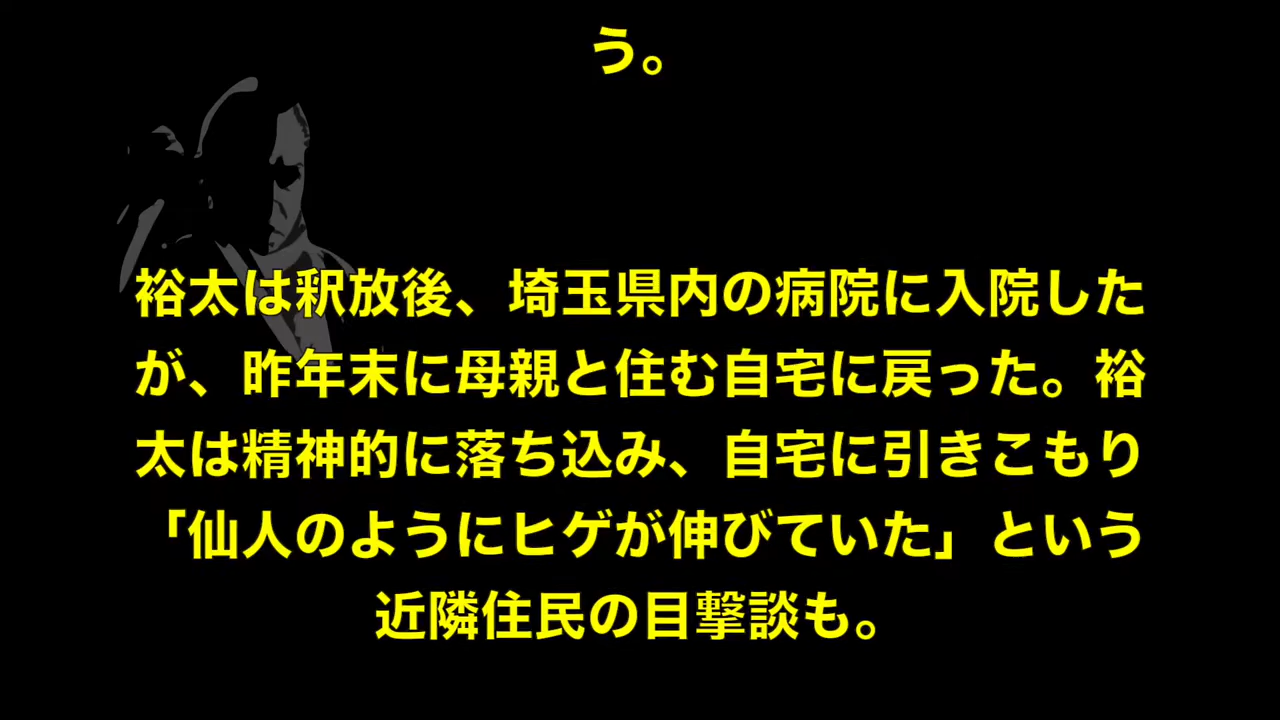 う。
裕太は釈放後、埼玉県内の病院に入院した
が、昨年末に母親と住む自宅に戻った。裕
太は精神的に落ち込み、自宅に引きこもり
「仙人のようにヒゲが伸びていた」という
近隣住民の目撃談も。